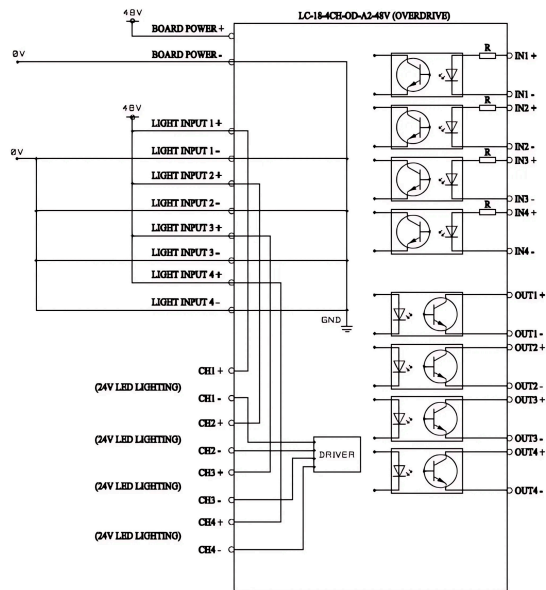 LC-18-4CH-OD-A2-48V (OVERDRIVE)
48V
BOARD POWER +
0V
BOARD POWER -
48V
LIGHT INPUT 1 +
0V
LIGHT INPUT 1 -
LIGHT INPUT 2 +
LIGHT INPUT 2 -
LIGHT INPUT 3 +
LIGHT INPUT 3 -
LIGHT INPUT 4 +
LIGHT INPUT 4 -
GND
CH1 +
(24V LED LIGHTING)
CH1 -
CH2 +
(24V LED LIGHTING)
CH2 -
CH3 +
(24V LED LIGHTING)
CH3 -
CH4 +
(24V LED LIGHTING)
CH4 -
DRIVER
R
IN1 +
IN1 -
R
IN2 +
IN2 -
R
IN3 +
IN3 -
R
IN4 +
IN4 -
OUT1 +
OUT1 -
OUT2 +
OUT2 -
OUT3 +
OUT3 -
OUT4 +
OUT4 -